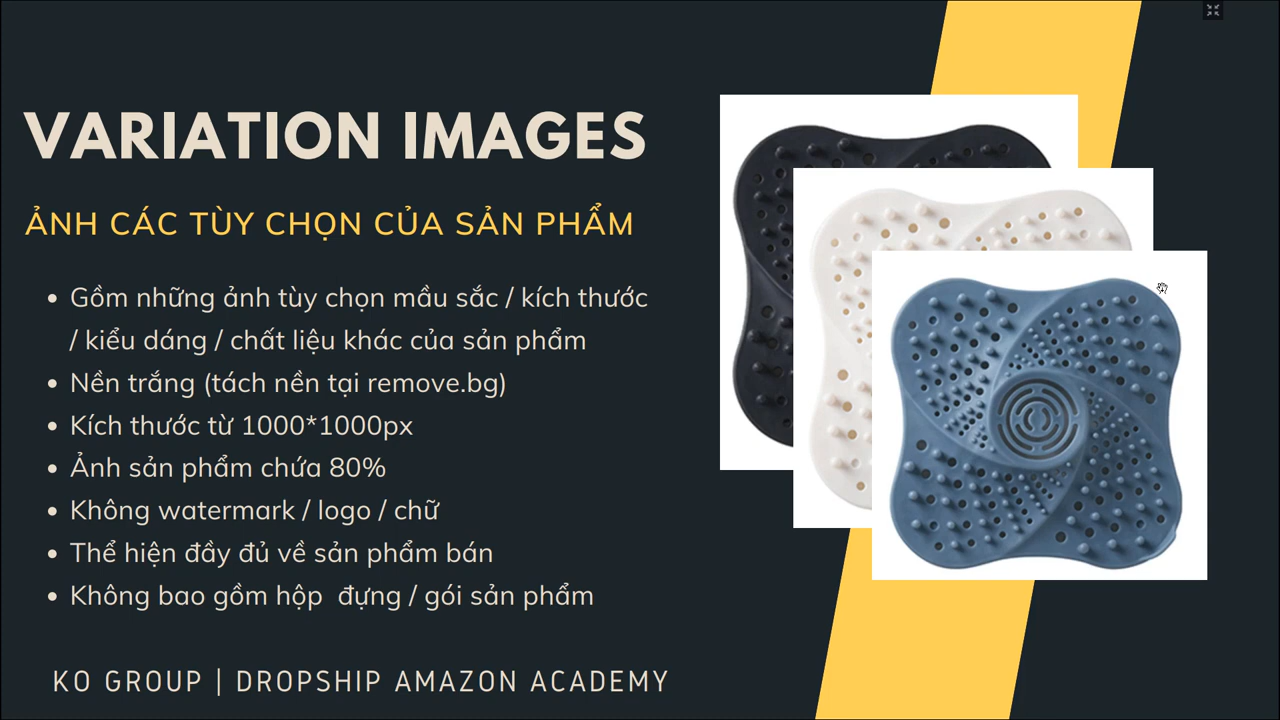 VARIATION IMAGES
ẢNH CÁC TÙY CHỌN CỦA SẢN PHẨM
• Gồm những ảnh tùy chọn mầu sắc / kích thước
/ kiểu dáng / chất liệu khác của sản phẩm
• Nền trắng (tách nền tại remove.bg)
• Kích thước từ 1000*1000px
• Ảnh sản phẩm chứa 80%
• Không watermark / logo / chữ
• Thể hiện đầy đủ về sản phẩm bán
• Không bao gồm hộp  đựng / gói sản phẩm
KO GROUP | DROPSHIP AMAZON ACADEMY